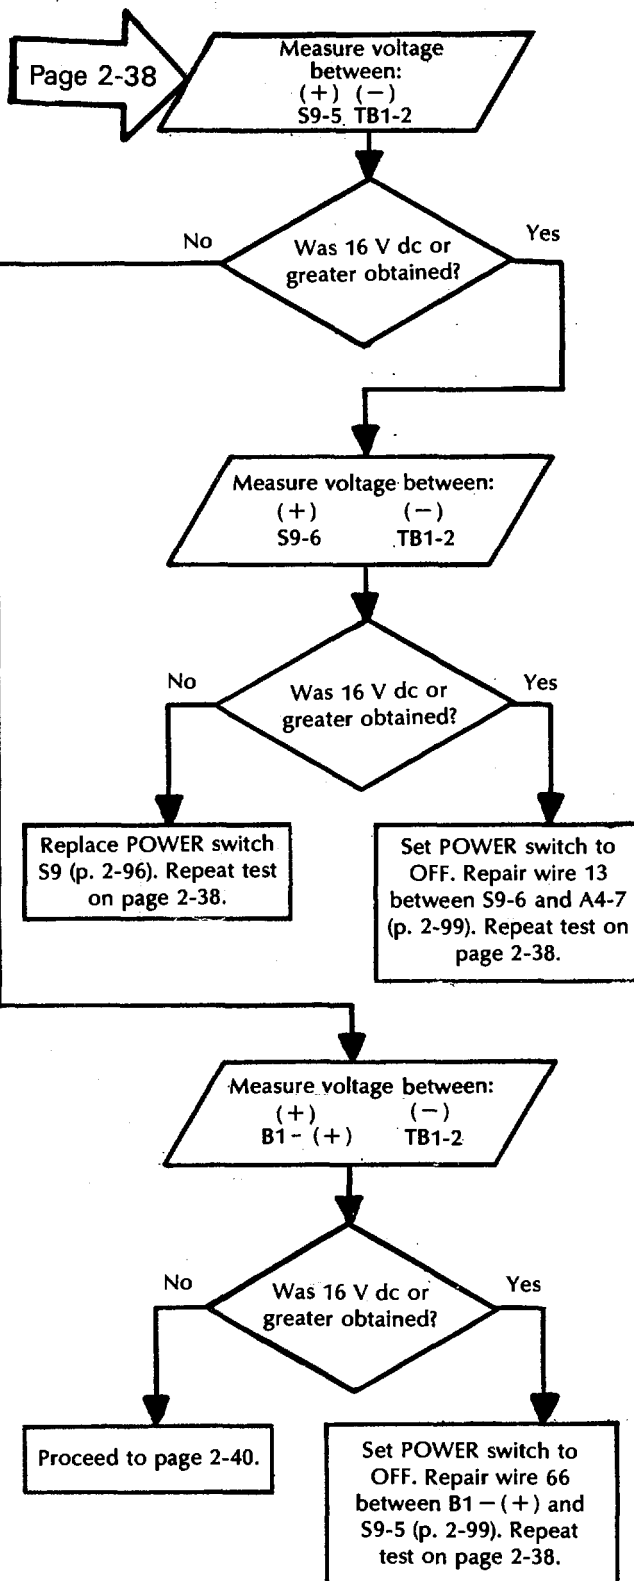 Page 2-38
Measure voltage
between:
(+) (−)
S9-5 TB1-2
No
Was 16 V dc or
greater obtained?
Yes
Measure voltage between:
(+) (−)
S9-6 TB1-2
No
Was 16 V dc or
greater obtained?
Yes
Replace POWER switch
S9 (p. 2-96). Repeat test
on page 2-38.
Set POWER switch to
OFF. Repair wire 13
between S9-6 and A4-7
(p. 2-99). Repeat test on
page 2-38.
Measure voltage between:
(+) (−)
B1- (+) TB1-2
No
Was 16 V dc or
greater obtained?
Yes
Proceed to page 2-40.
Set POWER switch to
OFF. Repair wire 66
between B1 − (+) and
S9-5 (p. 2-99). Repeat
test on page 2-38.